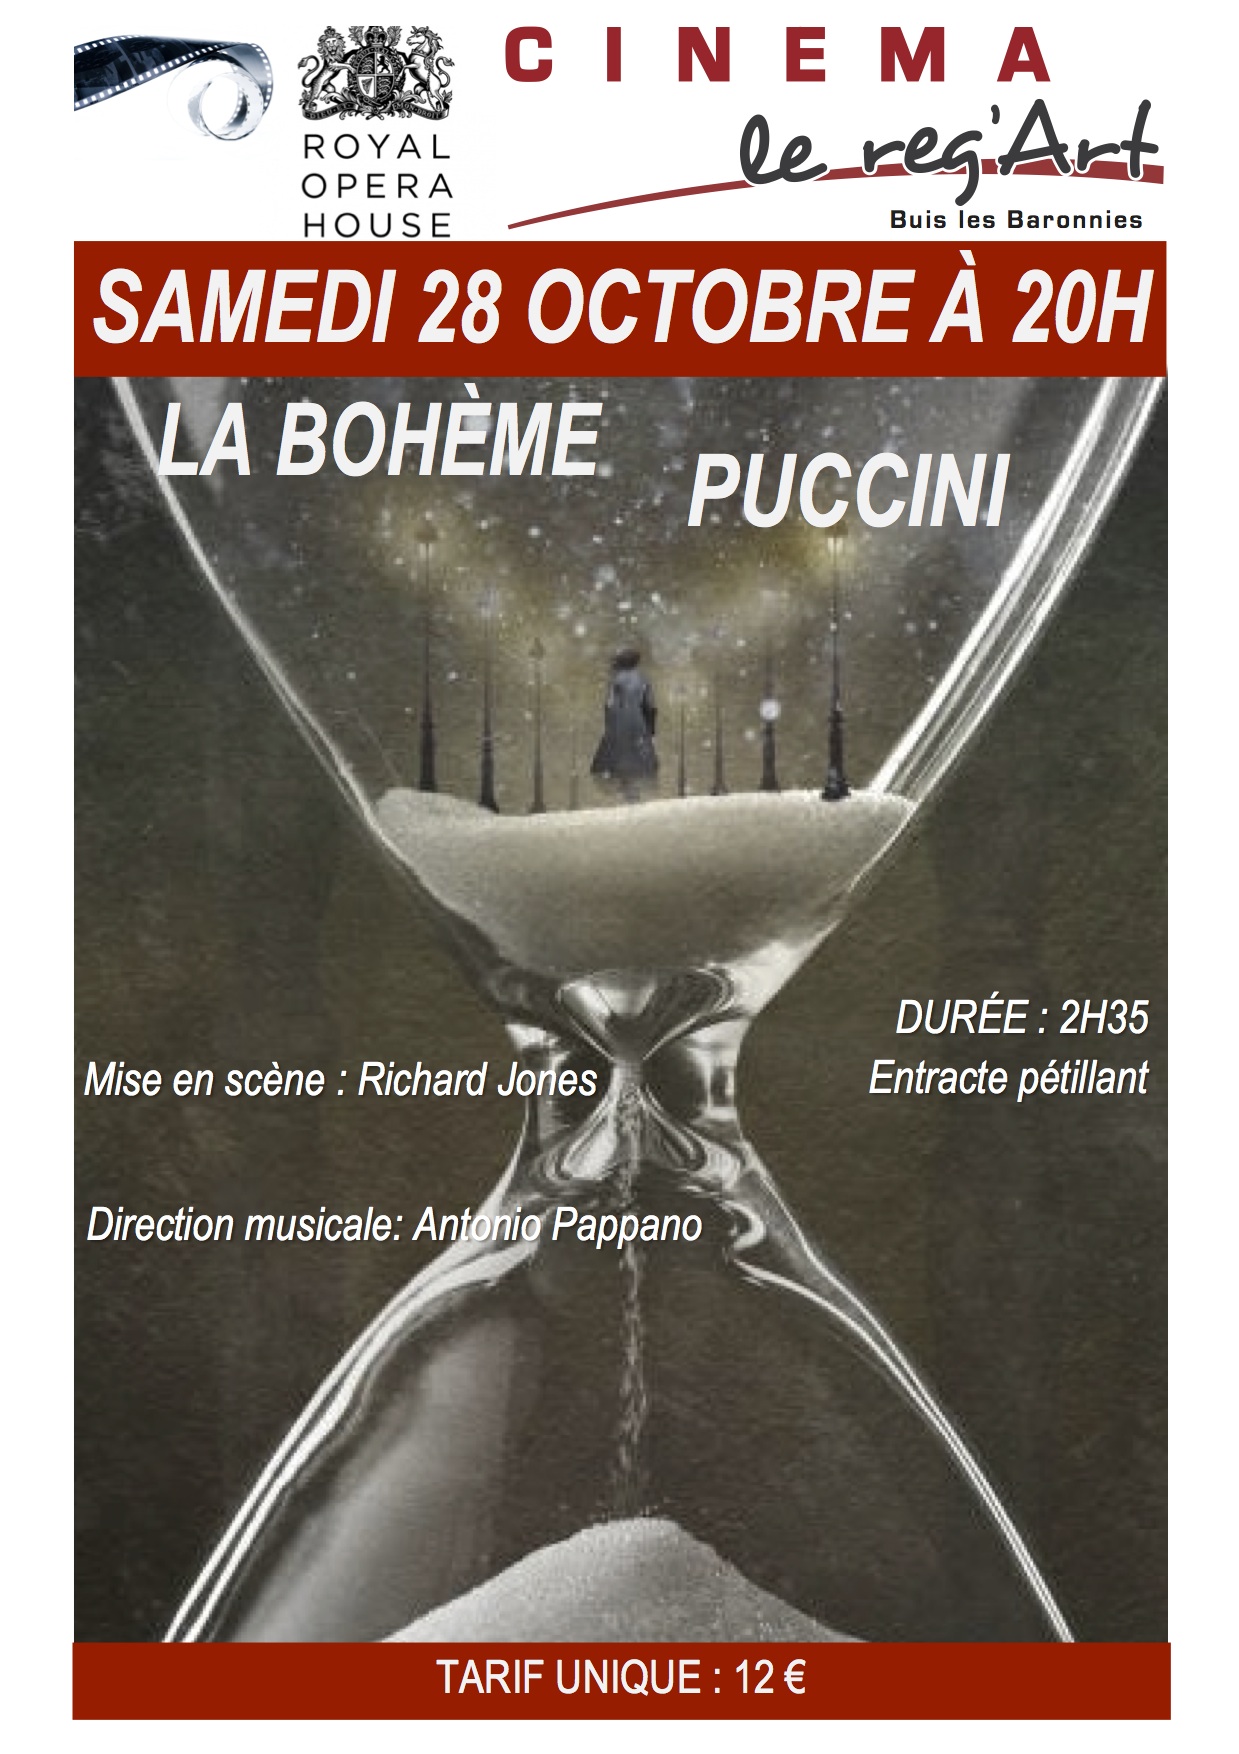 CINEMA
le reg'Art
Buis les Baronnies
ROYAL
OPERA
HOUSE
SAMEDI 28 OCTOBRE À 20H
LA BOHÈME
PUCCINI
DURÉE : 2H35
Entracte pétillant
Mise en scène : Richard Jones
Direction musicale: Antonio Pappano
TARIF UNIQUE : 12 €